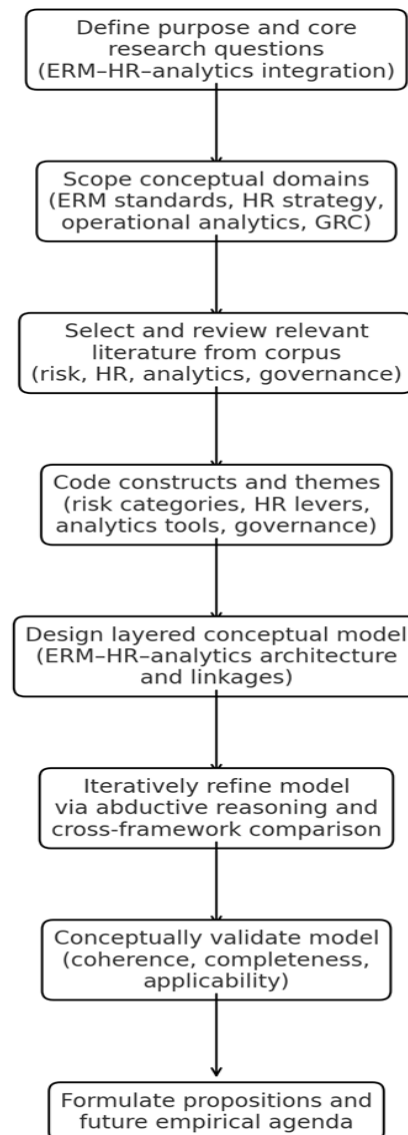 Define purpose and core
research questions
(ERM–HR–analytics integration)
Scope conceptual domains
(ERM standards, HR strategy,
operational analytics, GRC)
Select and review relevant
literature from corpus
(risk, HR, analytics, governance)
Code constructs and themes
(risk categories, HR levers,
analytics tools, governance)
Design layered conceptual model
(ERM–HR–analytics architecture
and linkages)
Iteratively refine model
via abductive reasoning and
cross-framework comparison
Conceptually validate model
(coherence, completeness,
applicability)
Formulate propositions and
future empirical agenda